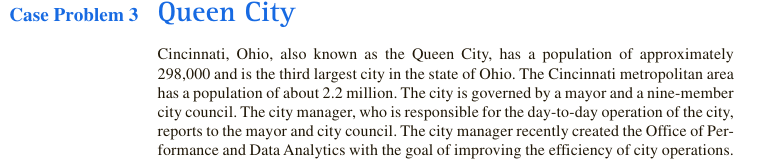 Case Problem 3 Queen City
Cincinnati, Ohio, also known as the Queen City, has a population of approximately
298,000 and is the third largest city in the state of Ohio. The Cincinnati metropolitan area
has a population of about 2.2 million. The city is governed by a mayor and a nine-member
city council. The city manager, who is responsible for the day-to-day operation of the city,
reports to the mayor and city council. The city manager recently created the Office of Per-
formance and Data Analytics with the goal of improving the efficiency of city operations.